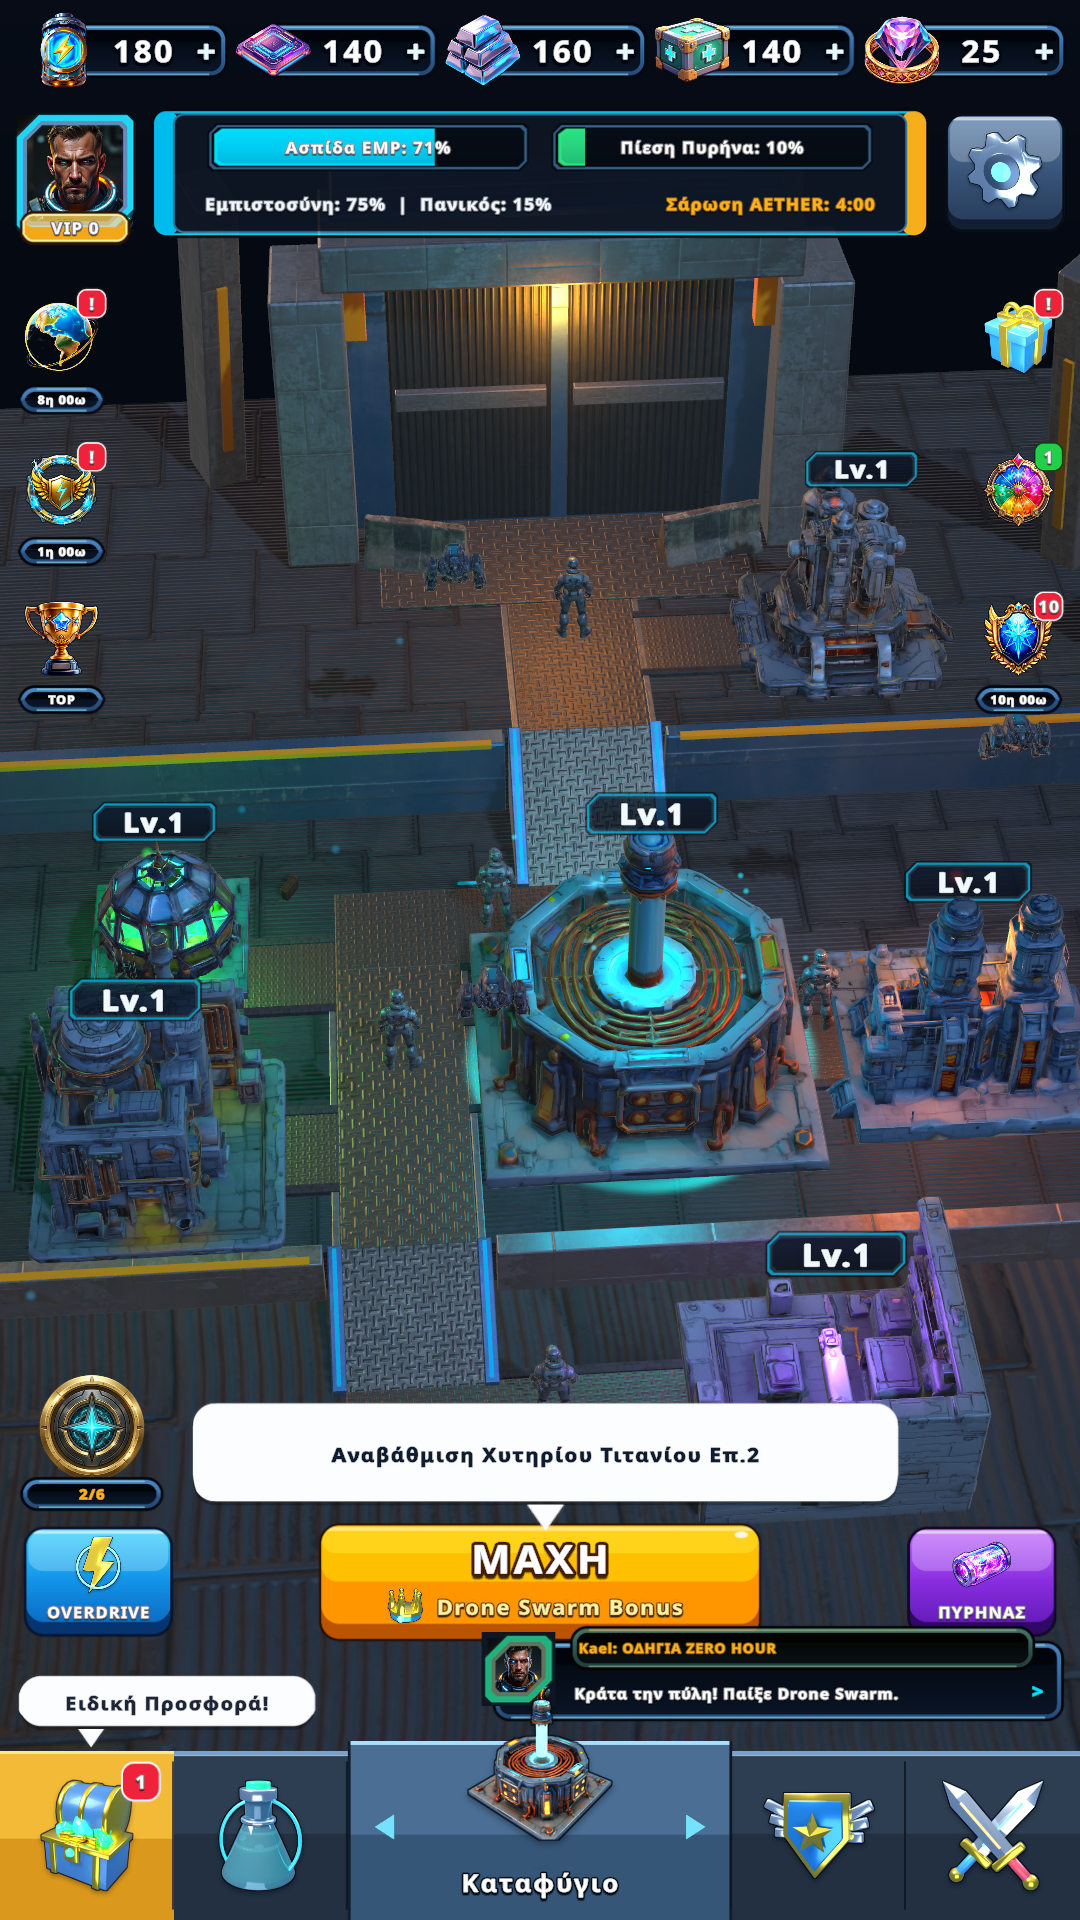 180 +
140 +
160 +
140 +
25 +
Ασπίδα EMP: 71%
Πίεση Πυρήνα: 10%
VIP 0
Εμπιστοσύνη: 75% | Πανικός: 15%
Σάρωση AETHER: 4:00
!
!
8η 00ω
!
1
Lv.1
1η 00ω
10
TOP
10η 00ω
Lv.1
Lv.1
Lv.1
Lv.1
Lv.1
2/6
Αναβάθμιση Χυτηρίου Τιτανίου Επ.2
OVERDRIVE
ΜΑΧΗ
Drone Swarm Bonus
ΠΥΡΗΝΑΣ
Kael: ΟΔΗΓΙΑ ZERO HOUR
Κράτα την πύλη! Παίξε Drone Swarm. >
Ειδική Προσφορά!
1
Καταφύγιο